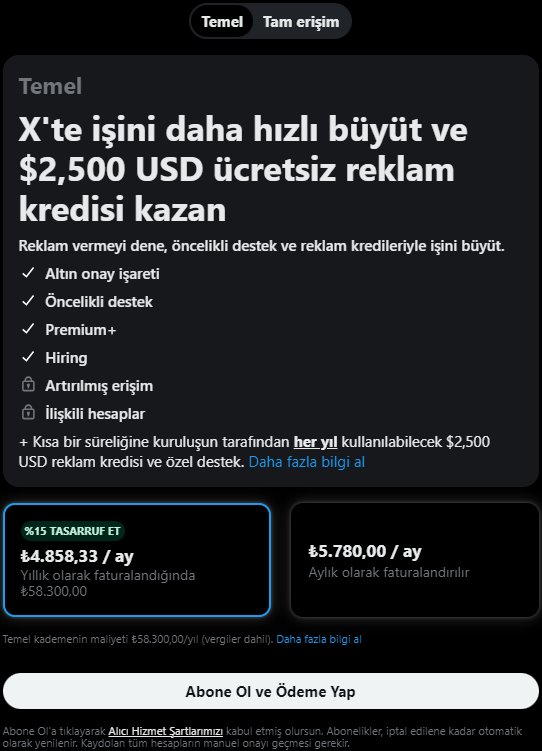 Temel Tam erişim
Temel
X'te işini daha hızlı büyüt ve
$2,500 USD ücretsiz reklam
kredisi kazan
Reklam vermeyi dene, öncelikli destek ve reklam kredileriyle işini büyüt.
Altın onay işareti
Öncelikli destek
Premium+
Hiring
Artırılmış erişim
İlişkili hesaplar
+ Kısa bir süreliğine kuruluşun tarafından her yıl kullanılabilecek $2,500
USD reklam kredisi ve özel destek. Daha fazla bilgi al
%15 TASARRUF ET
₺4.858,33 / ay
Yıllık olarak faturalandığında
₺58.300,00
₺5.780,00 / ay
Aylık olarak faturalandırılır
Temel kademenin maliyeti ₺58.300,00/yıl (vergiler dahil). Daha fazla bilgi al
Abone Ol ve Ödeme Yap
Abone Ol'a tıklayarak Alıcı Hizmet Şartlarımızı kabul etmiş olursun. Abonelikler, iptal edilene kadar otomatik
olarak yenilenir. Kaydolan tüm hesapların manuel onayı geçmesi gerekir.